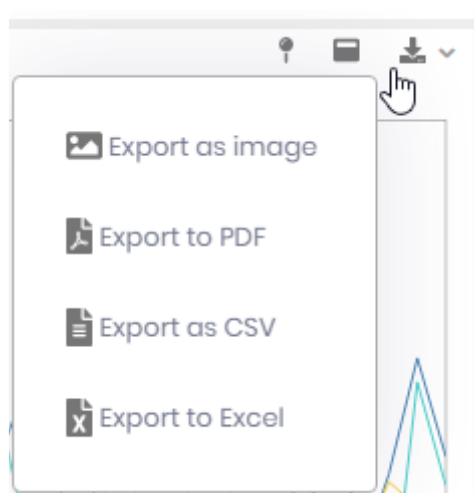 Export as image
Export to PDF
Export as CSV
Export to Excel